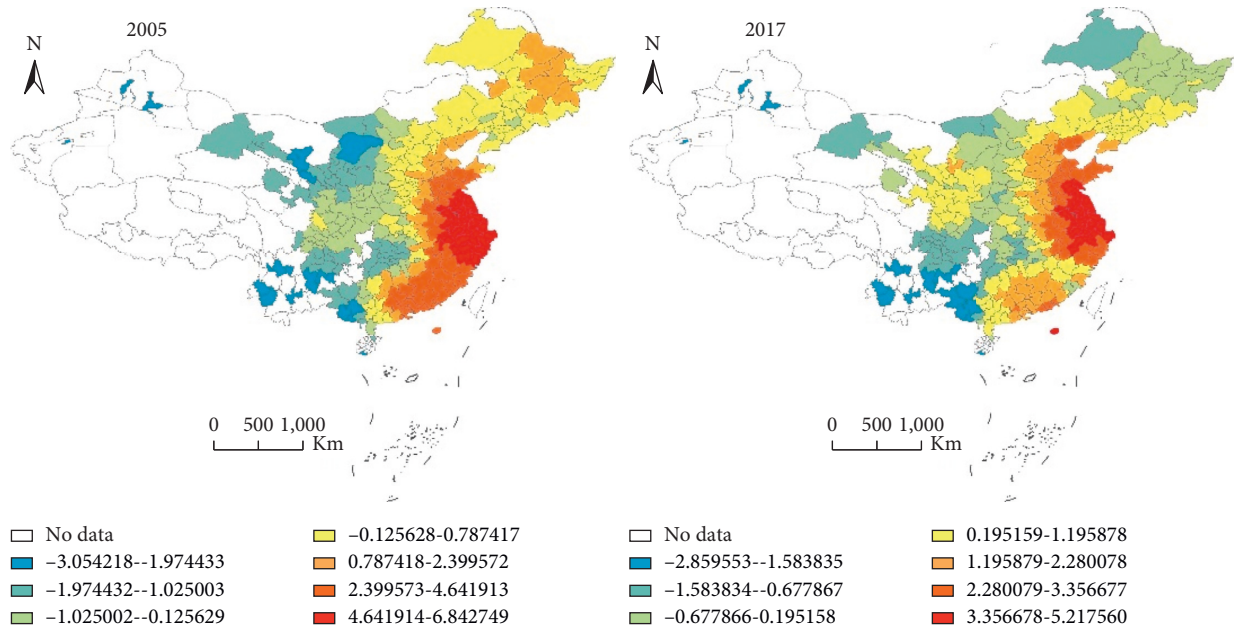 2005
N
0 500 1,000
Km
No data
–3.054218--1.974433
–1.974432--1.025003
–1.025002--0.125629
–0.125628-0.787417
0.787418-2.399572
2.399573-4.641913
4.641914-6.842749
2017
N
0 500 1,000
Km
No data
–2.859553--1.583835
–1.583834--0.677867
–0.677866-0.195158
0.195159-1.195878
1.195879-2.280078
2.280079-3.356677
3.356678-5.217560